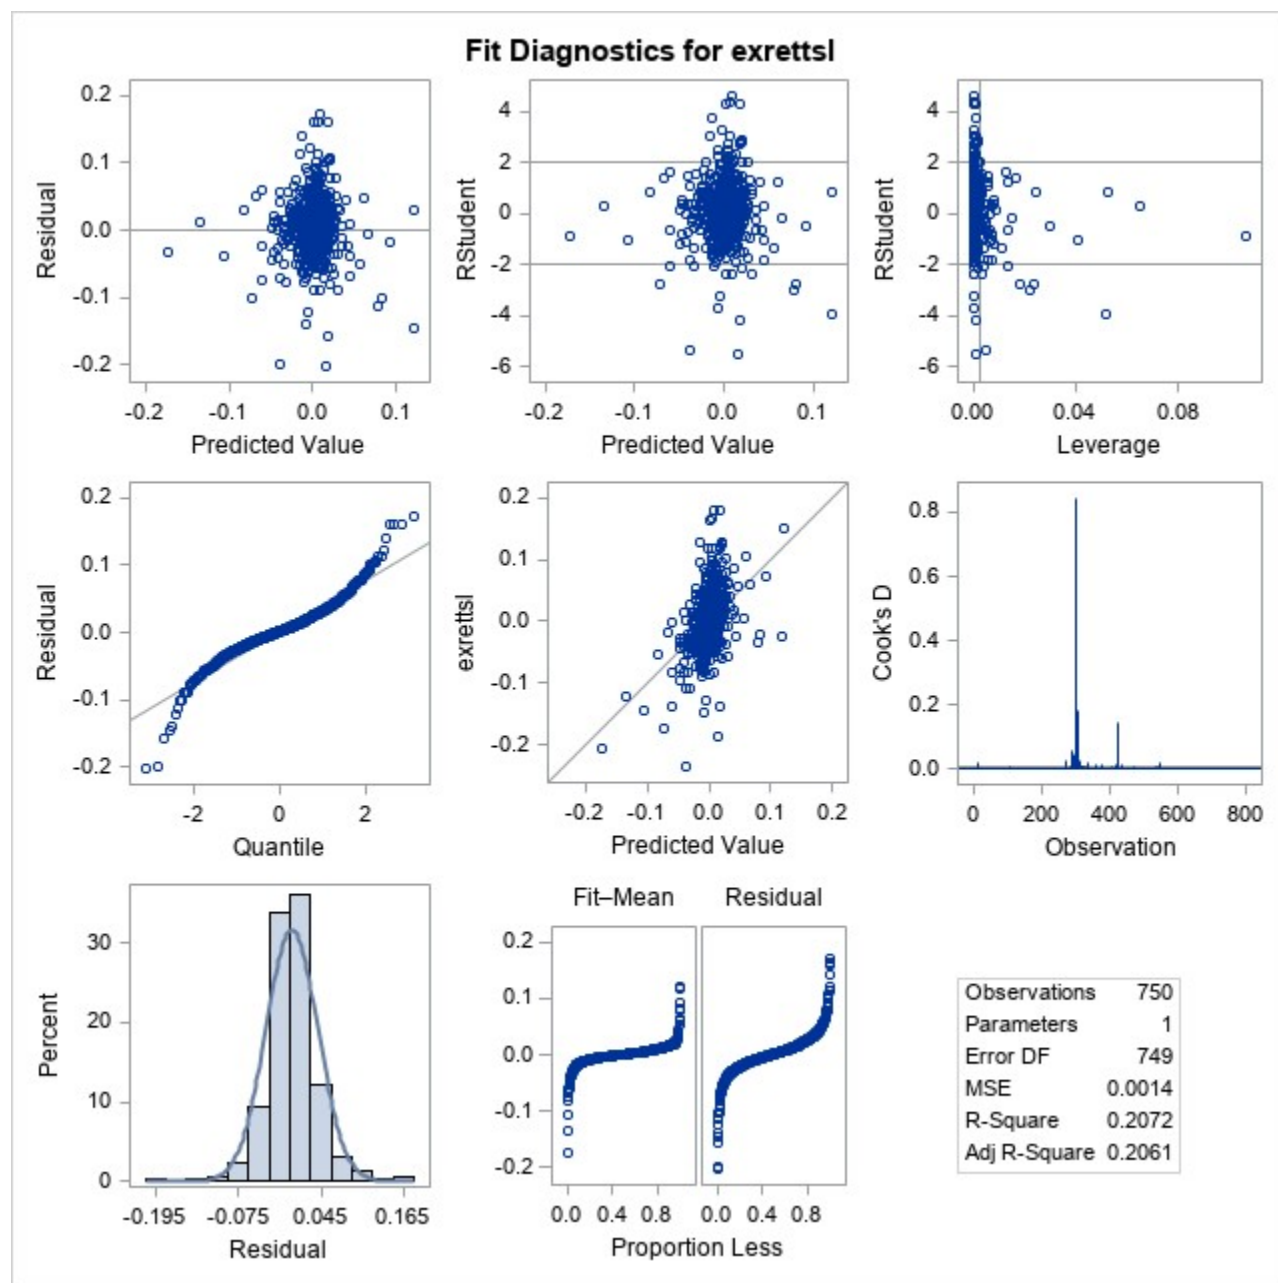 Fit Diagnostics for exrettsl
0.2
0.1
0.0
-0.1
-0.2
Residual
-0.2 -0.1 0.0 0.1
Predicted Value
4
2
0
-2
-4
-6
RStudent
-0.2 -0.1 0.0 0.1
Predicted Value
4
2
0
-2
-4
-6
RStudent
0.00 0.04 0.08
Leverage
0.2
0.1
0.0
-0.1
-0.2
Residual
-2 0 2
Quantile
0.2
0.1
0.0
-0.1
-0.2
exrettsl
-0.2 -0.1 0.0 0.1 0.2
Predicted Value
0.8
0.6
0.4
0.2
0.0
Cook's D
0 200 400 600 800
Observation
30
20
10
0
Percent
-0.195 -0.075 0.045 0.165
Residual
Fit–Mean Residual
0.2
0.1
0.0
-0.1
-0.2
0.0 0.4 0.8 0.0 0.4 0.8
Proportion Less
Observations 750
Parameters 1
Error DF 749
MSE 0.0014
R-Square 0.2072
Adj R-Square 0.2061